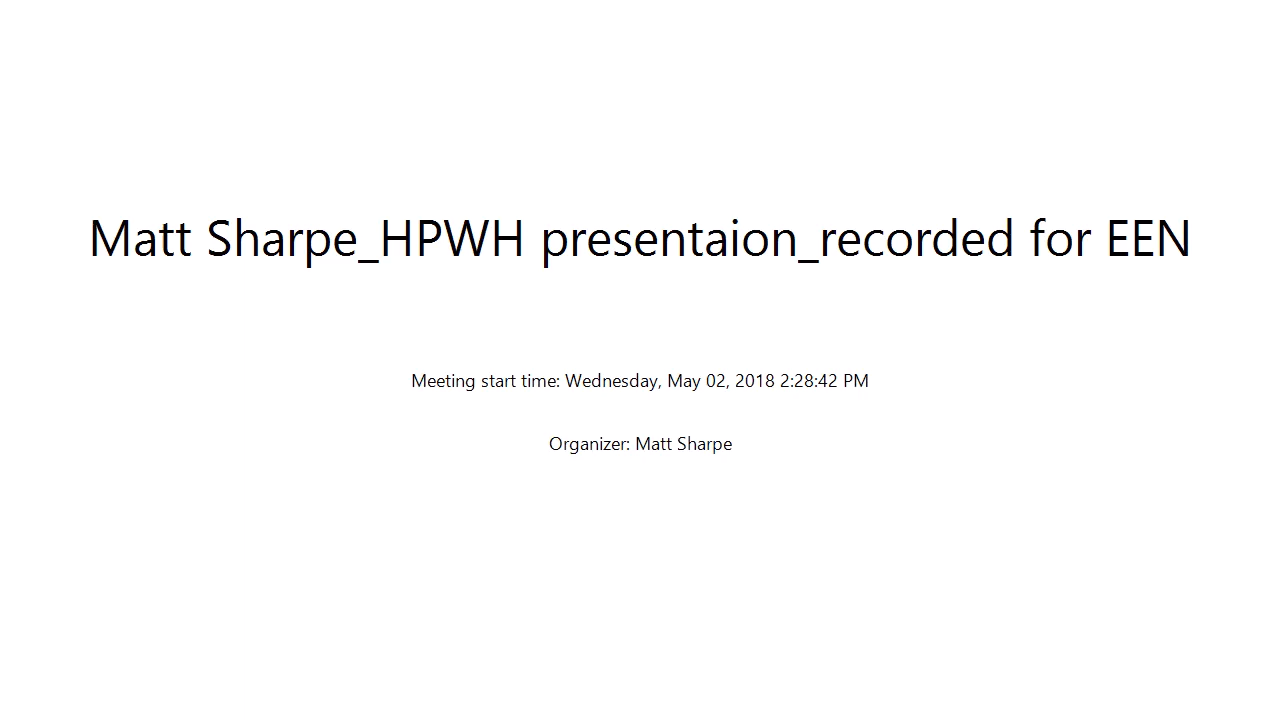 Matt Sharpe_HPWH presentaion_recorded for EEN
Meeting start time: Wednesday, May 02, 2018 2:28:42 PM
Organizer: Matt Sharpe